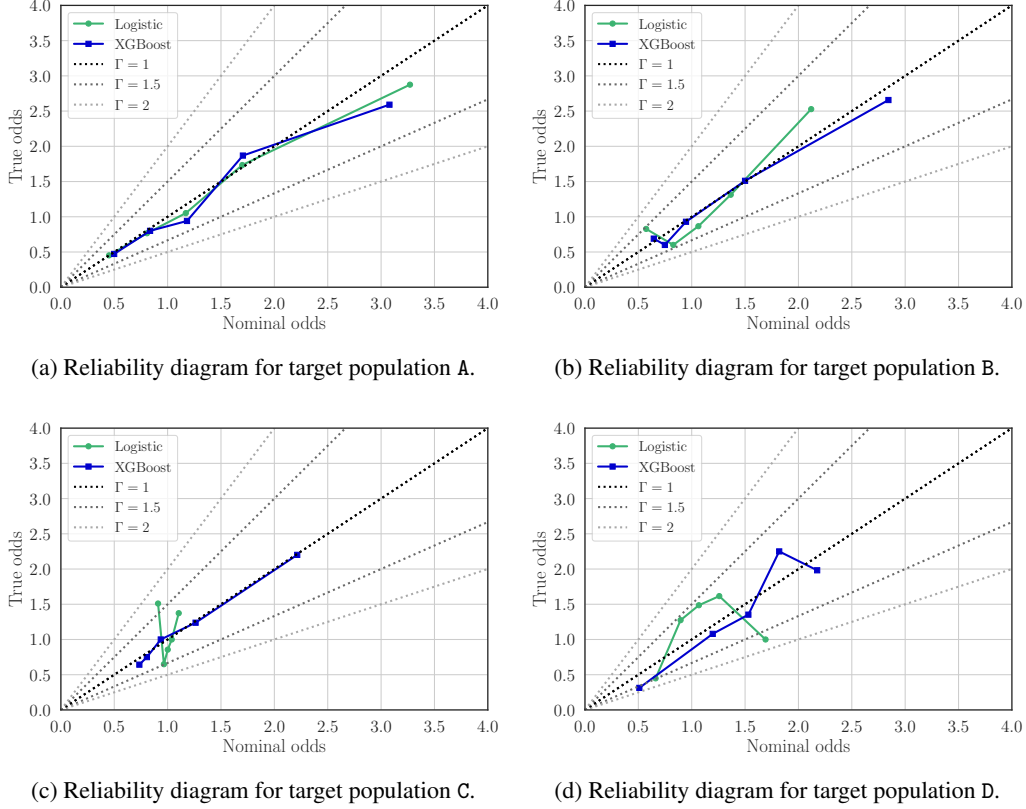 4.0
3.5
3.0
2.5
2.0
1.5
1.0
0.5
0.0
True odds
Logistic
XGBoost
Γ = 1
Γ = 1.5
Γ = 2
0.0 0.5 1.0 1.5 2.0 2.5 3.0 3.5 4.0
Nominal odds
(a) Reliability diagram for target population A.
4.0
3.5
3.0
2.5
2.0
1.5
1.0
0.5
0.0
True odds
Logistic
XGBoost
Γ = 1
Γ = 1.5
Γ = 2
0.0 0.5 1.0 1.5 2.0 2.5 3.0 3.5 4.0
Nominal odds
(b) Reliability diagram for target population B.
4.0
3.5
3.0
2.5
2.0
1.5
1.0
0.5
0.0
True odds
Logistic
XGBoost
Γ = 1
Γ = 1.5
Γ = 2
0.0 0.5 1.0 1.5 2.0 2.5 3.0 3.5 4.0
Nominal odds
(c) Reliability diagram for target population C.
4.0
3.5
3.0
2.5
2.0
1.5
1.0
0.5
0.0
True odds
Logistic
XGBoost
Γ = 1
Γ = 1.5
Γ = 2
0.0 0.5 1.0 1.5 2.0 2.5 3.0 3.5 4.0
Nominal odds
(d) Reliability diagram for target population D.